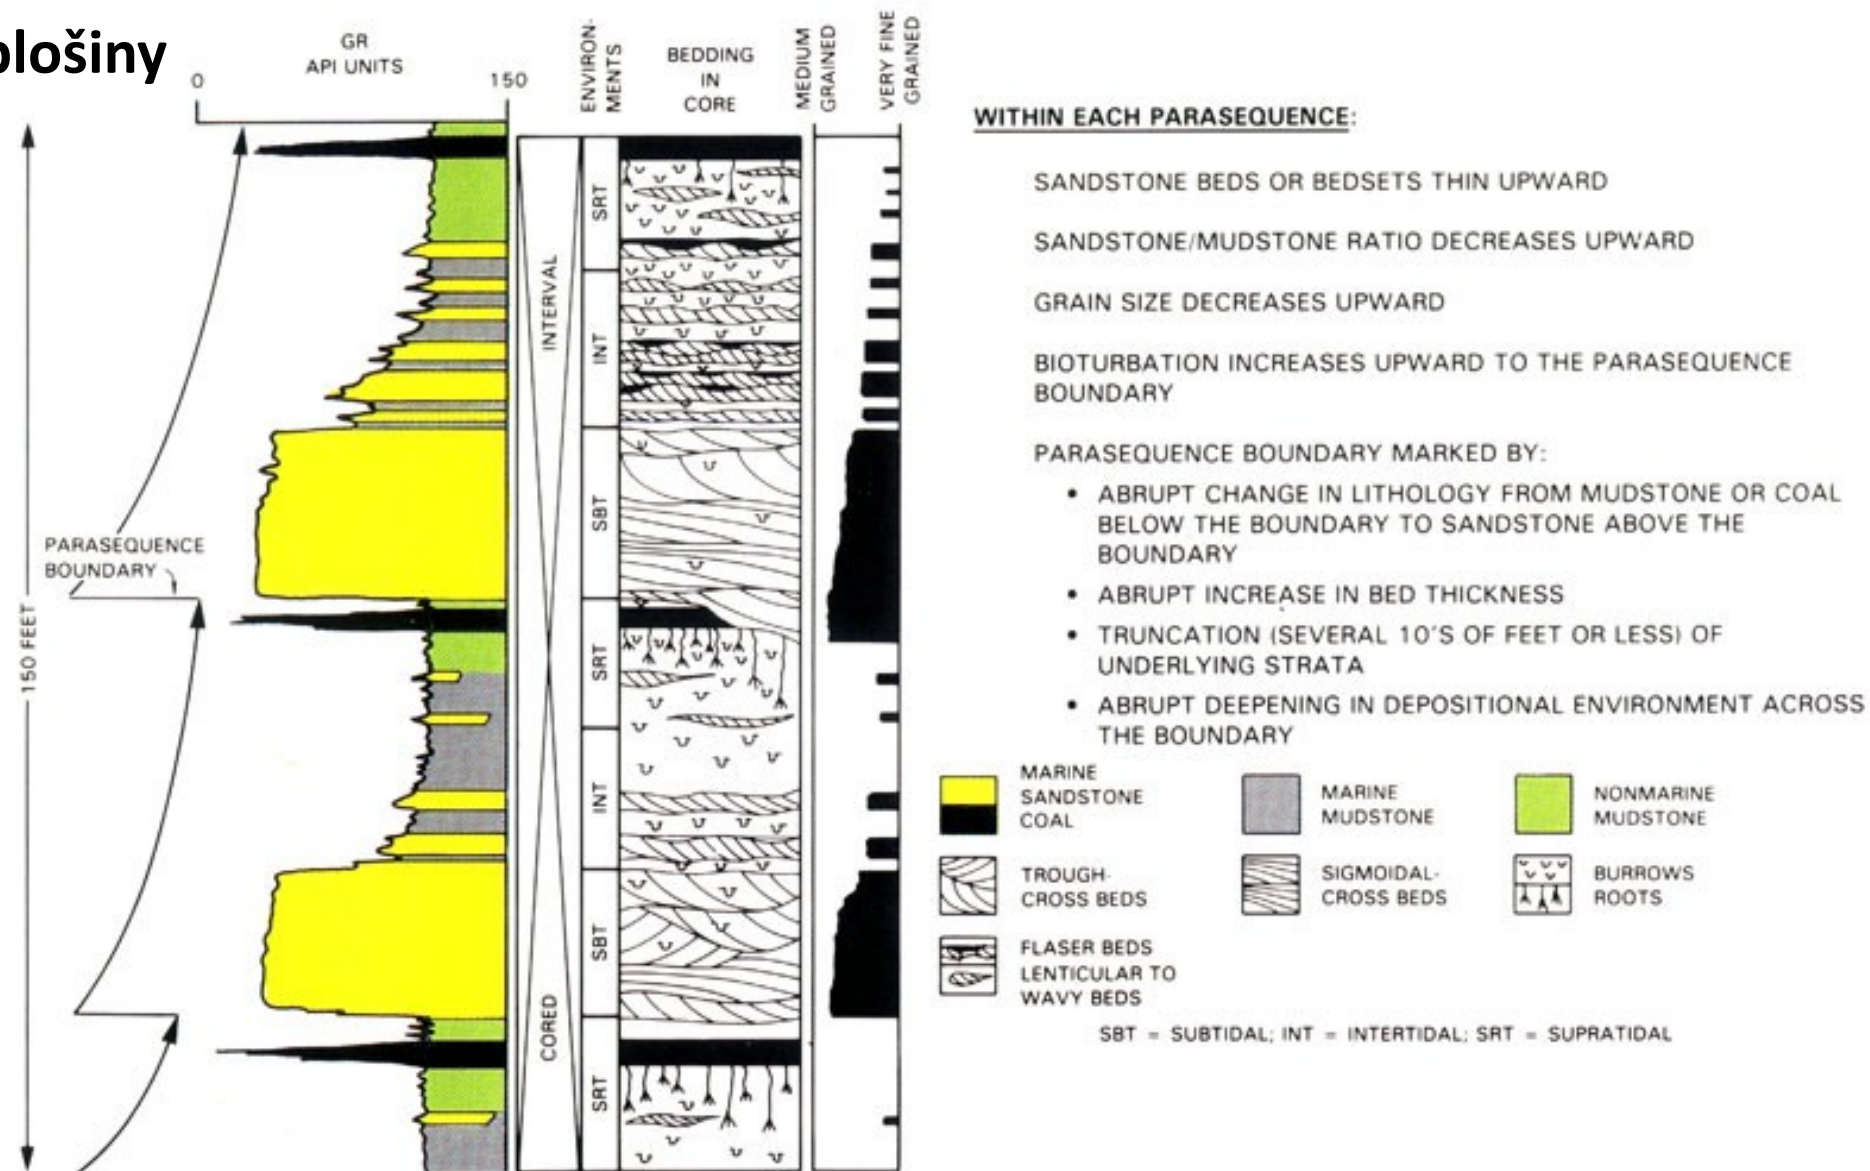 plošiny
GR
API UNITS
0
150
ENVIRON-
MENTS
BEDDING
IN
CORE
MEDIUM
GRAINED
VERY FINE
GRAINED
150 FEET
PARASEQUENCE
BOUNDARY
INTERVAL
CORED
SRT
INT
SBT
SRT
INT
SBT
SRT
WITHIN EACH PARASEQUENCE:
SANDSTONE BEDS OR BEDSETS THIN UPWARD
SANDSTONE/MUDSTONE RATIO DECREASES UPWARD
GRAIN SIZE DECREASES UPWARD
BIOTURBATION INCREASES UPWARD TO THE PARASEQUENCE
BOUNDARY
PARASEQUENCE BOUNDARY MARKED BY:
• ABRUPT CHANGE IN LITHOLOGY FROM MUDSTONE OR COAL
BELOW THE BOUNDARY TO SANDSTONE ABOVE THE
BOUNDARY
• ABRUPT INCREASE IN BED THICKNESS
• TRUNCATION (SEVERAL 10'S OF FEET OR LESS) OF
UNDERLYING STRATA
• ABRUPT DEEPENING IN DEPOSITIONAL ENVIRONMENT ACROSS
THE BOUNDARY
MARINE
SANDSTONE
COAL
MARINE
MUDSTONE
NONMARINE
MUDSTONE
TROUGH-
CROSS BEDS
SIGMOIDAL-
CROSS BEDS
BURROWS
ROOTS
FLASER BEDS
LENTICULAR TO
WAVY BEDS
SBT = SUBTIDAL; INT = INTERTIDAL; SRT = SUPRATIDAL